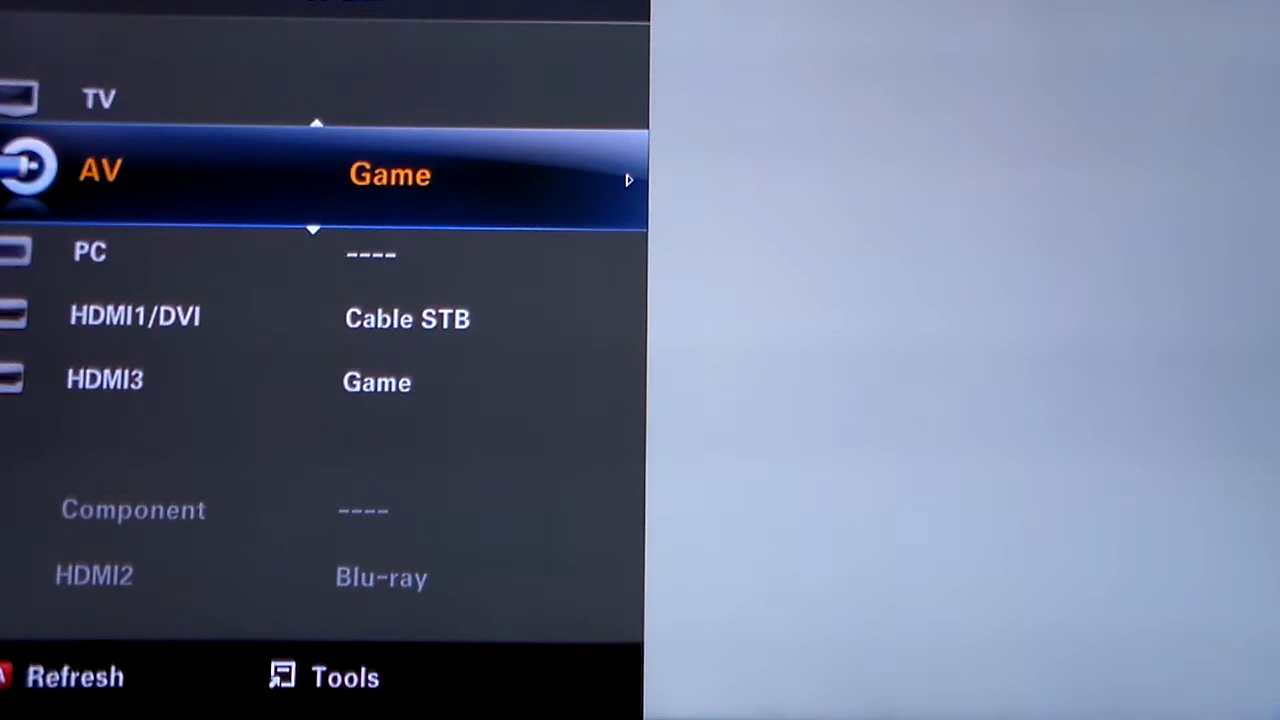 TV
AV Game
PC ----
HDMI1/DVI Cable STB
HDMI3 Game
Component ----
HDMI2 Blu-ray
A Refresh Tools